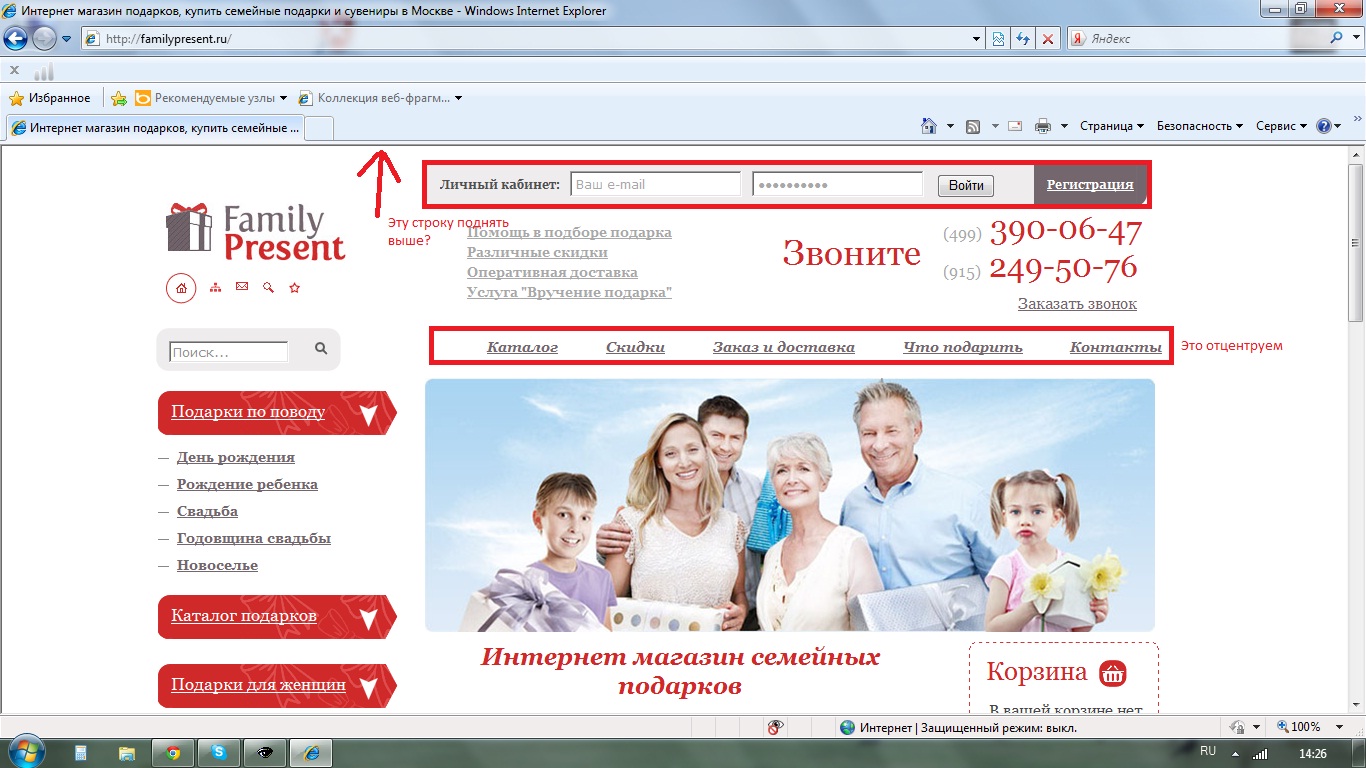 Интернет магазин подарков, купить семейные подарки и сувениры в Москве - Windows Internet Explorer
http://familypresent.ru/
Яндекс
Избранное
Рекомендуемые узлы
Коллекция веб-фрагм...
Интернет магазин подарков, купить семейные ...
Страница
Безопасность
Сервис
Личный кабинет:
Ваш e-mail
Войти
Регистрация
Family
Present
Эту строку поднять
выше?
Помощь в подборе подарка
Различные скидки
Оперативная доставка
Услуга "Вручение подарка"
Звоните
(499) 390-06-47
(915) 249-50-76
Заказать звонок
Поиск...
Каталог
Скидки
Заказ и доставка
Что подарить
Контакты
Это отцентруем
Подарки по поводу
— День рождения
— Рождение ребенка
— Свадьба
— Годовщина свадьбы
— Новоселье
Каталог подарков
Подарки для женщин
Интернет магазин семейных
подарков
Корзина
В вашей корзине нет
Интернет | Защищенный режим: выкл.
100%
RU
14:26